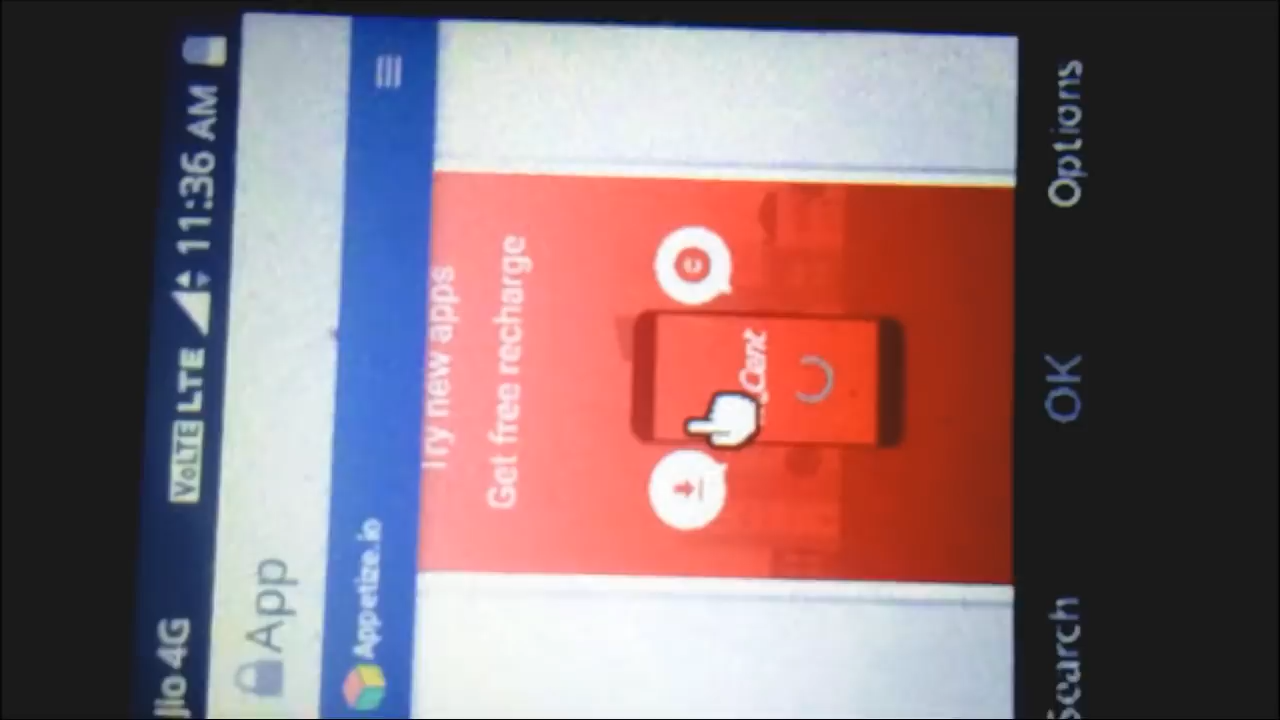 Jio 4G VoLTE LTE 11:36 AM
App
Appetize.io
Try new apps
Get free recharge
Cent
Search OK Options